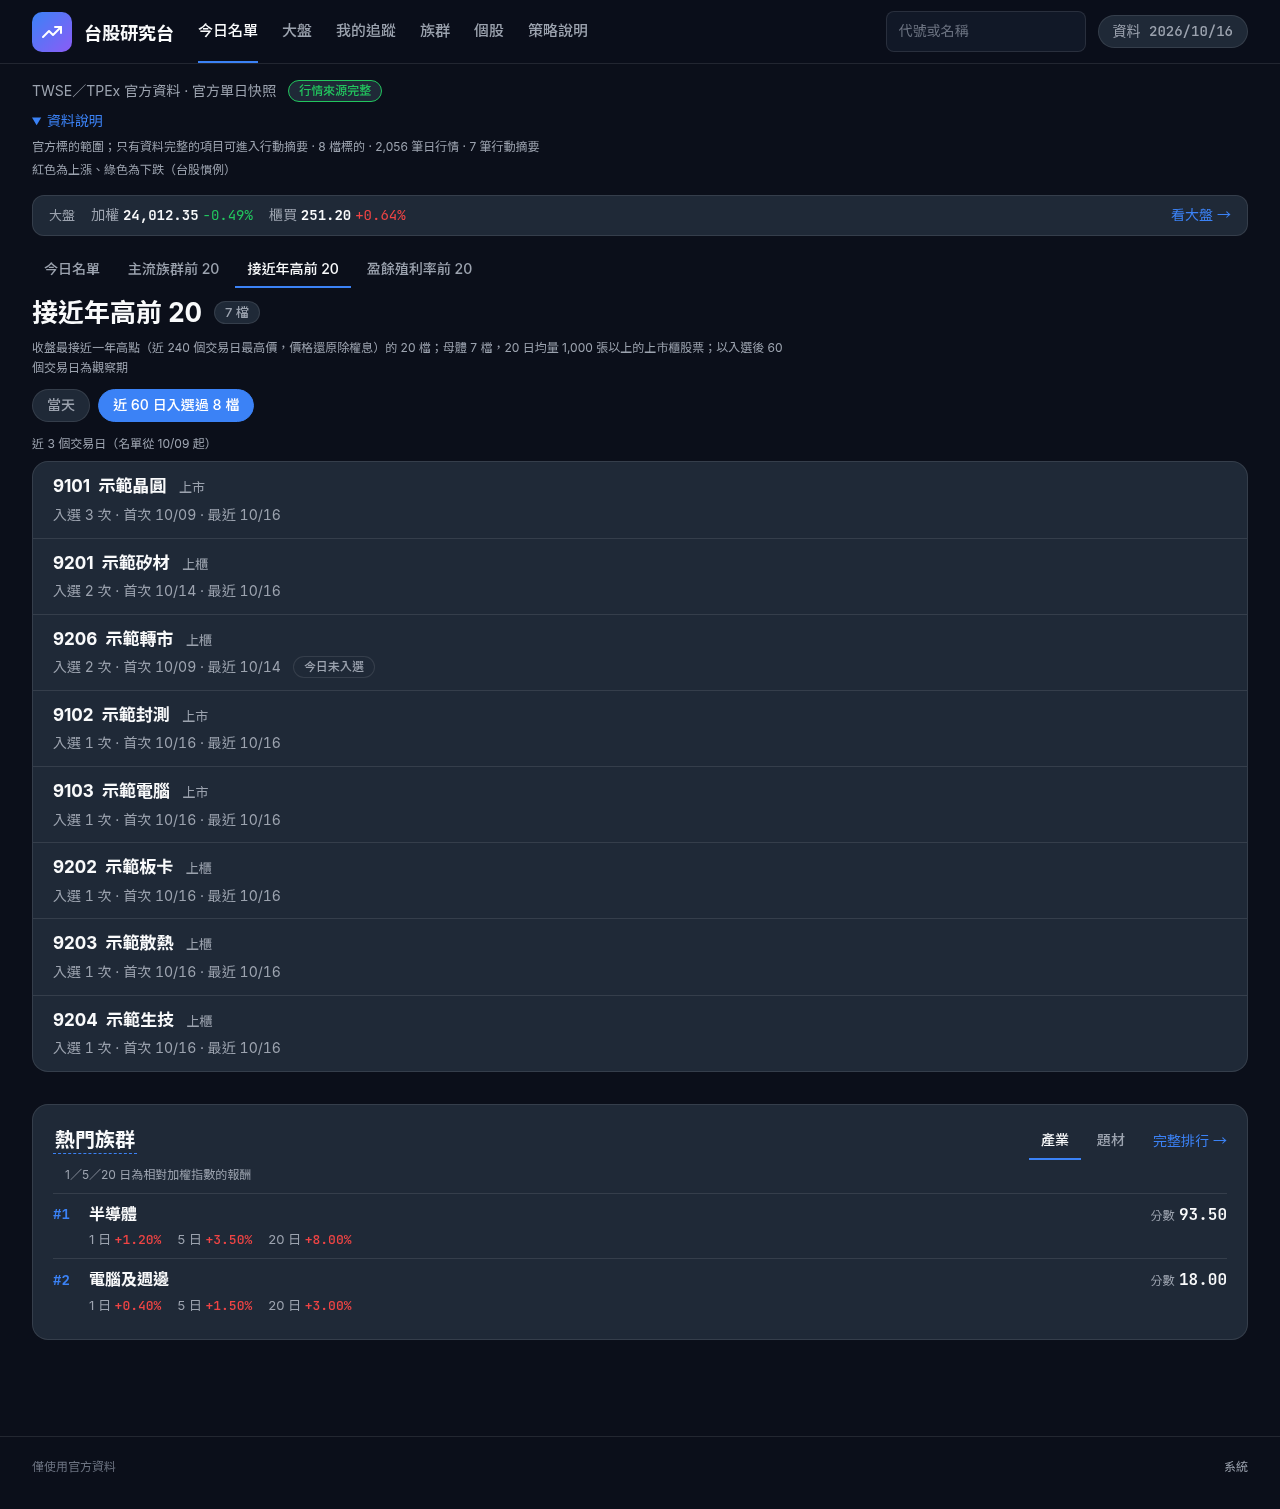 台股研究台 今日名單 大盤 我的追蹤 族群 個股 策略說明 代號或名稱 資料 2026/10/16
TWSE／TPEx 官方資料 · 官方單日快照 行情來源完整
▼ 資料說明
官方標的範圍；只有資料完整的項目可進入行動摘要 · 8 檔標的 · 2,056 筆日行情 · 7 筆行動摘要
紅色為上漲、綠色為下跌（台股慣例）
大盤 加權 24,012.35 -0.49% 櫃買 251.20 +0.64% 看大盤 →
今日名單 主流族群前 20 接近年高前 20 盈餘殖利率前 20
接近年高前 20 7 檔
收盤最接近一年高點（近 240 個交易日最高價，價格還原除權息）的 20 檔；母體 7 檔，20 日均量 1,000 張以上的上市櫃股票；以入選後 60
個交易日為觀察期
當天 近 60 日入選過 8 檔
近 3 個交易日（名單從 10/09 起）
9101 示範晶圓 上市
入選 3 次 · 首次 10/09 · 最近 10/16
9201 示範矽材 上櫃
入選 2 次 · 首次 10/14 · 最近 10/16
9206 示範轉市 上櫃
入選 2 次 · 首次 10/09 · 最近 10/14 今日未入選
9102 示範封測 上市
入選 1 次 · 首次 10/16 · 最近 10/16
9103 示範電腦 上市
入選 1 次 · 首次 10/16 · 最近 10/16
9202 示範板卡 上櫃
入選 1 次 · 首次 10/16 · 最近 10/16
9203 示範散熱 上櫃
入選 1 次 · 首次 10/16 · 最近 10/16
9204 示範生技 上櫃
入選 1 次 · 首次 10/16 · 最近 10/16
熱門族群 產業 題材 完整排行 →
1／5／20 日為相對加權指數的報酬
#1 半導體 分數 93.50
1 日 +1.20% 5 日 +3.50% 20 日 +8.00%
#2 電腦及週邊 分數 18.00
1 日 +0.40% 5 日 +1.50% 20 日 +3.00%
僅使用官方資料 系統